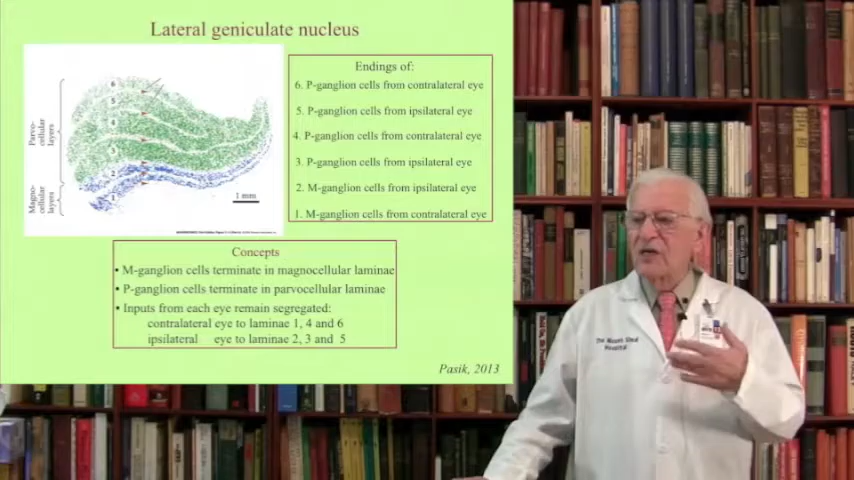 Lateral geniculate nucleus
Parvo-
cellular
layers
Magno-
cellular
layers
6
5
4
3
2
1
1 mm
Endings of:
6. P-ganglion cells from contralateral eye
5. P-ganglion cells from ipsilateral eye
4. P-ganglion cells from contralateral eye
3. P-ganglion cells from ipsilateral eye
2. M-ganglion cells from ipsilateral eye
1. M-ganglion cells from contralateral eye
Concepts
• M-ganglion cells terminate in magnocellular laminae
• P-ganglion cells terminate in parvocellular laminae
• Inputs from each eye remain segregated:
contralateral eye to laminae 1, 4 and 6
ipsilateral eye to laminae 2, 3 and 5
Pasik, 2013
The Mount Sinai
Hospital